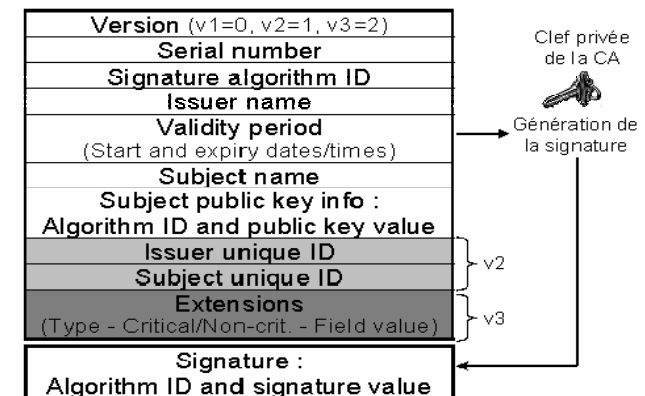 Version (v1=0, v2=1, v3=2)
Serial number
Signature algorithm ID
Issuer name
Validity period
(Start and expiry dates/times)
Subject name
Subject public key info :
Algorithm ID and public key value
Issuer unique ID
Subject unique ID
Extensions
(Type - Critical/Non-crit. - Field value)
Signature :
Algorithm ID and signature value
Clef privée
de la CA
Génération de
la signature
v2
v3